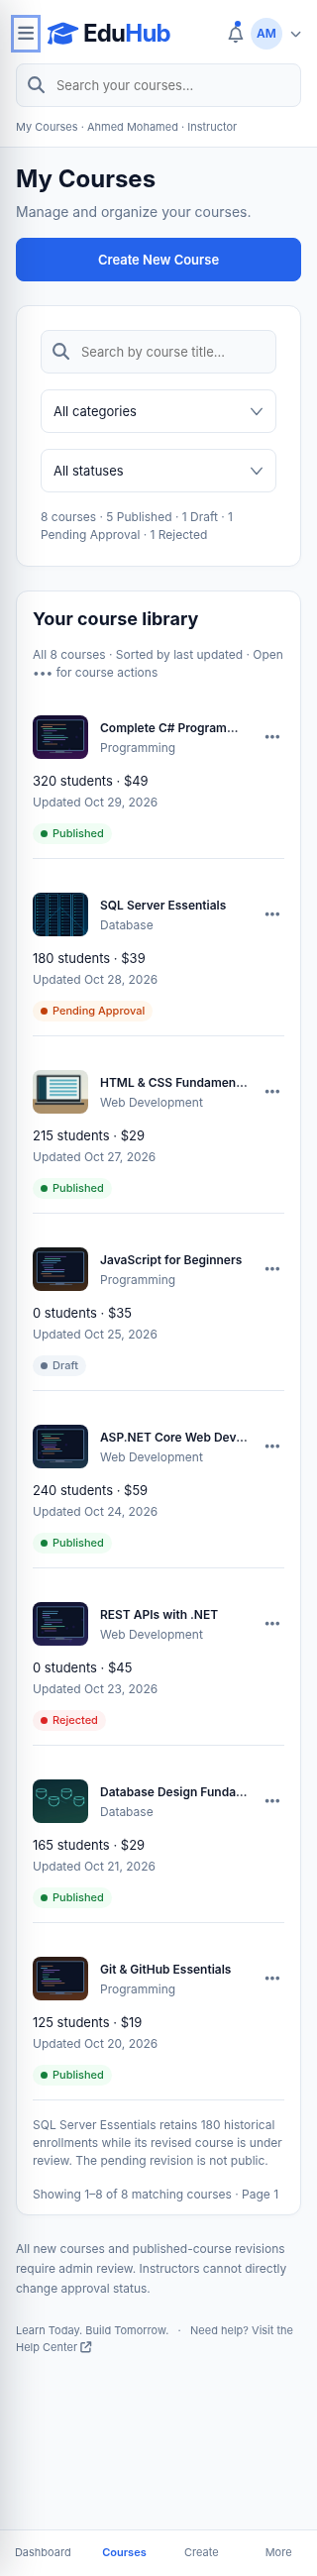 EduHub
AM
Search your courses...
My Courses · Ahmed Mohamed · Instructor
My Courses
Manage and organize your courses.
Create New Course
Search by course title...
All categories
All statuses
8 courses · 5 Published · 1 Draft · 1
Pending Approval · 1 Rejected
Your course library
All 8 courses · Sorted by last updated · Open
••• for course actions
Complete C# Program...
Programming
320 students · $49
Updated Oct 29, 2026
Published
SQL Server Essentials
Database
180 students · $39
Updated Oct 28, 2026
Pending Approval
HTML & CSS Fundamen...
Web Development
215 students · $29
Updated Oct 27, 2026
Published
JavaScript for Beginners
Programming
0 students · $35
Updated Oct 25, 2026
Draft
ASP.NET Core Web Dev...
Web Development
240 students · $59
Updated Oct 24, 2026
Published
REST APIs with .NET
Web Development
0 students · $45
Updated Oct 23, 2026
Rejected
Database Design Funda...
Database
165 students · $29
Updated Oct 21, 2026
Published
Git & GitHub Essentials
Programming
125 students · $19
Updated Oct 20, 2026
Published
SQL Server Essentials retains 180 historical
enrollments while its revised course is under
review. The pending revision is not public.
Showing 1–8 of 8 matching courses · Page 1
All new courses and published-course revisions
require admin review. Instructors cannot directly
change approval status.
Learn Today. Build Tomorrow. · Need help? Visit the
Help Center
Dashboard Courses Create More